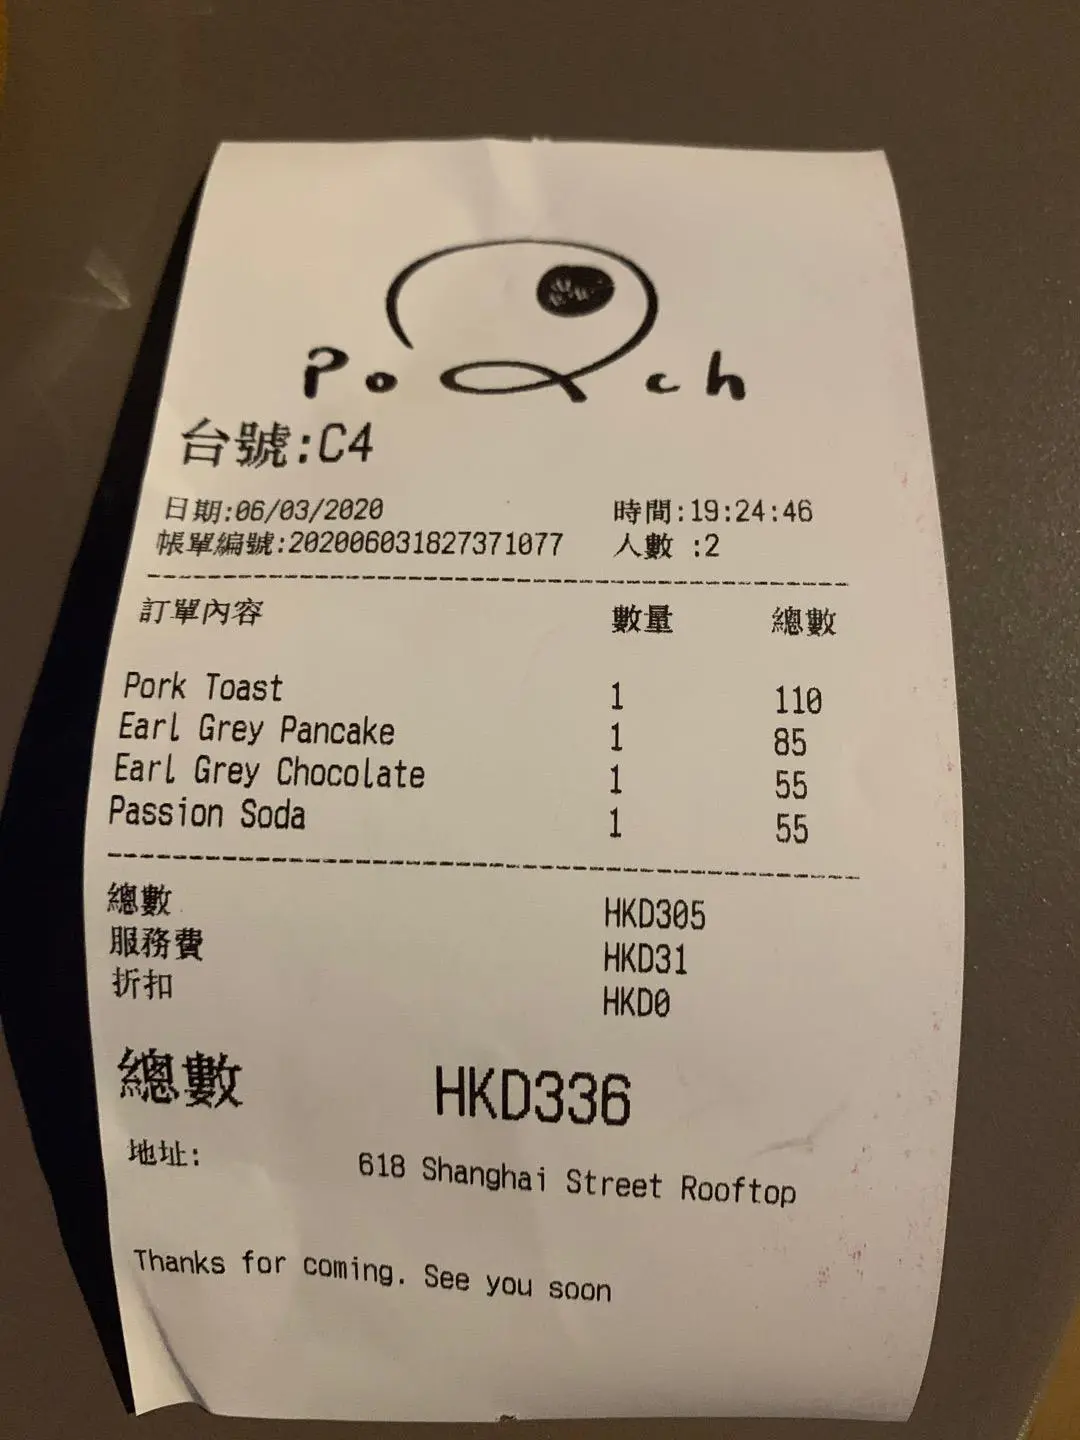 Poach
台號:C4
日期:06/03/2020 時間:19:24:46
帳單編號:202006031827371077 人數 :2
訂單內容 數量 總數
Pork Toast 1 110
Earl Grey Pancake 1 85
Earl Grey Chocolate 1 55
Passion Soda 1 55
總數 HKD305
服務費 HKD31
折扣 HKD0
總數 HKD336
地址: 618 Shanghai Street Rooftop
Thanks for coming. See you soon